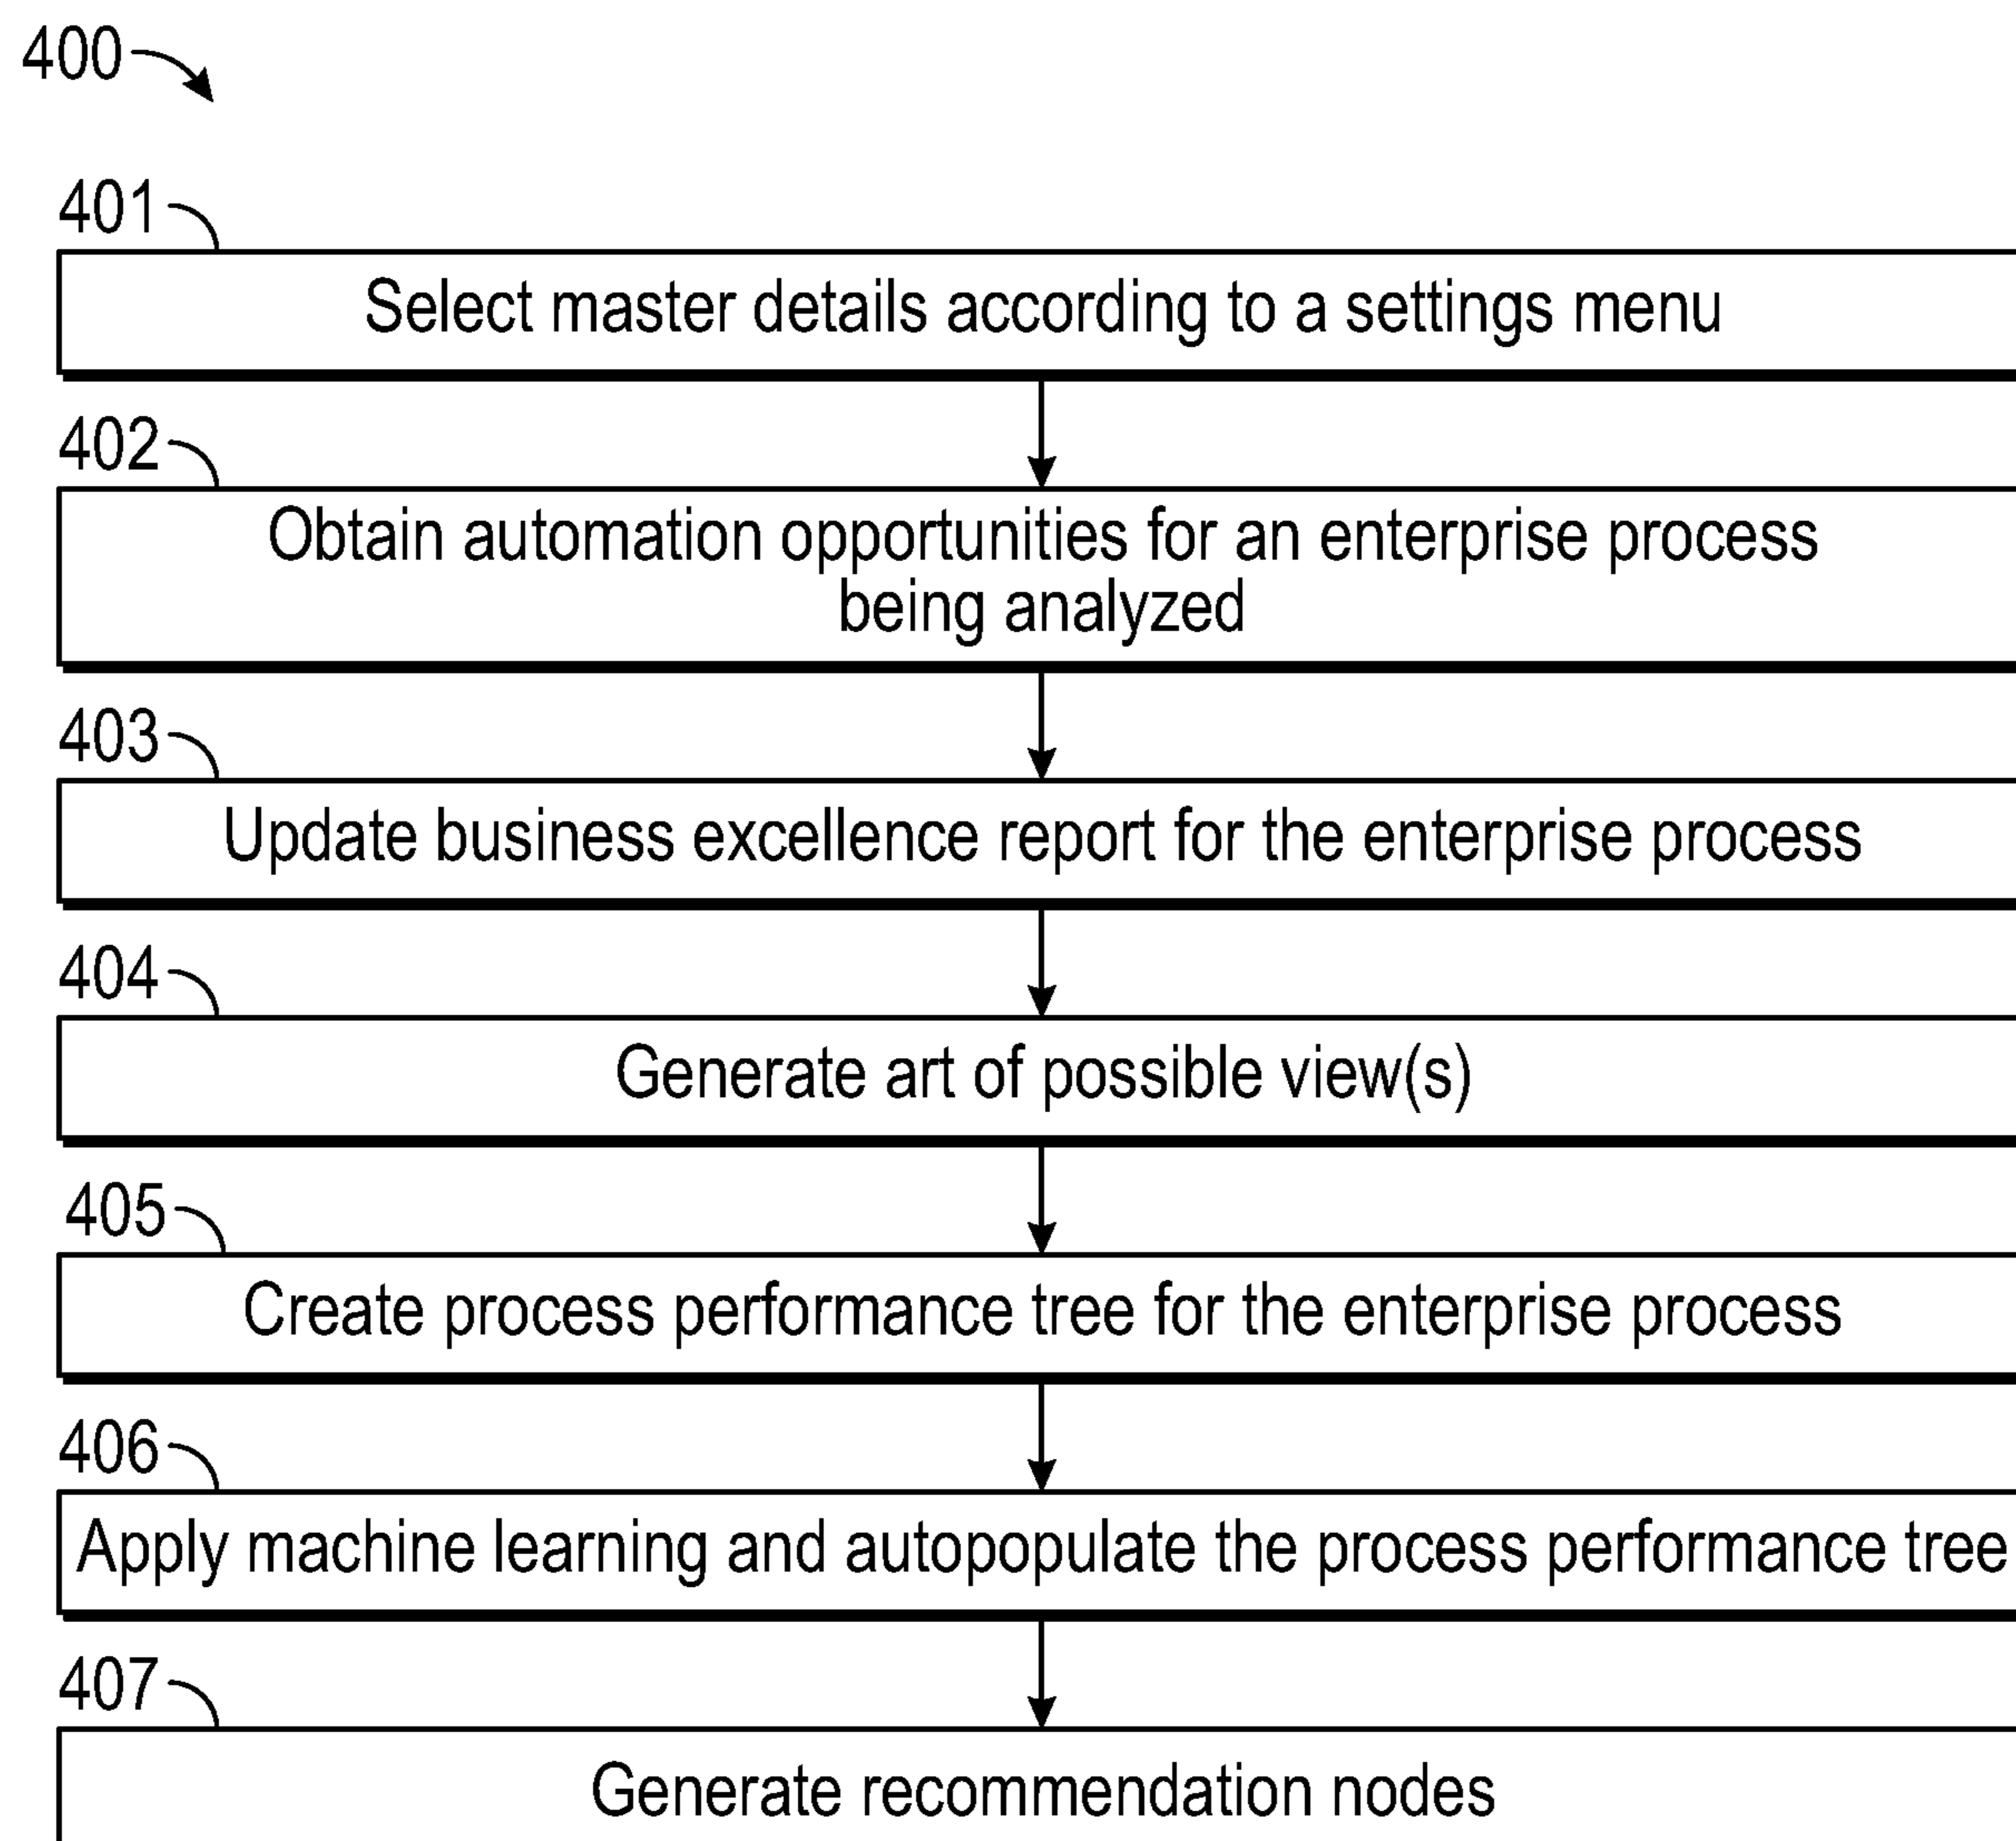 400
401
Select master details according to a settings menu
402
Obtain automation opportunities for an enterprise process
being analyzed
403
Update business excellence report for the enterprise process
404
Generate art of possible view(s)
405
Create process performance tree for the enterprise process
406
Apply machine learning and autopopulate the process performance tree
407
Generate recommendation nodes